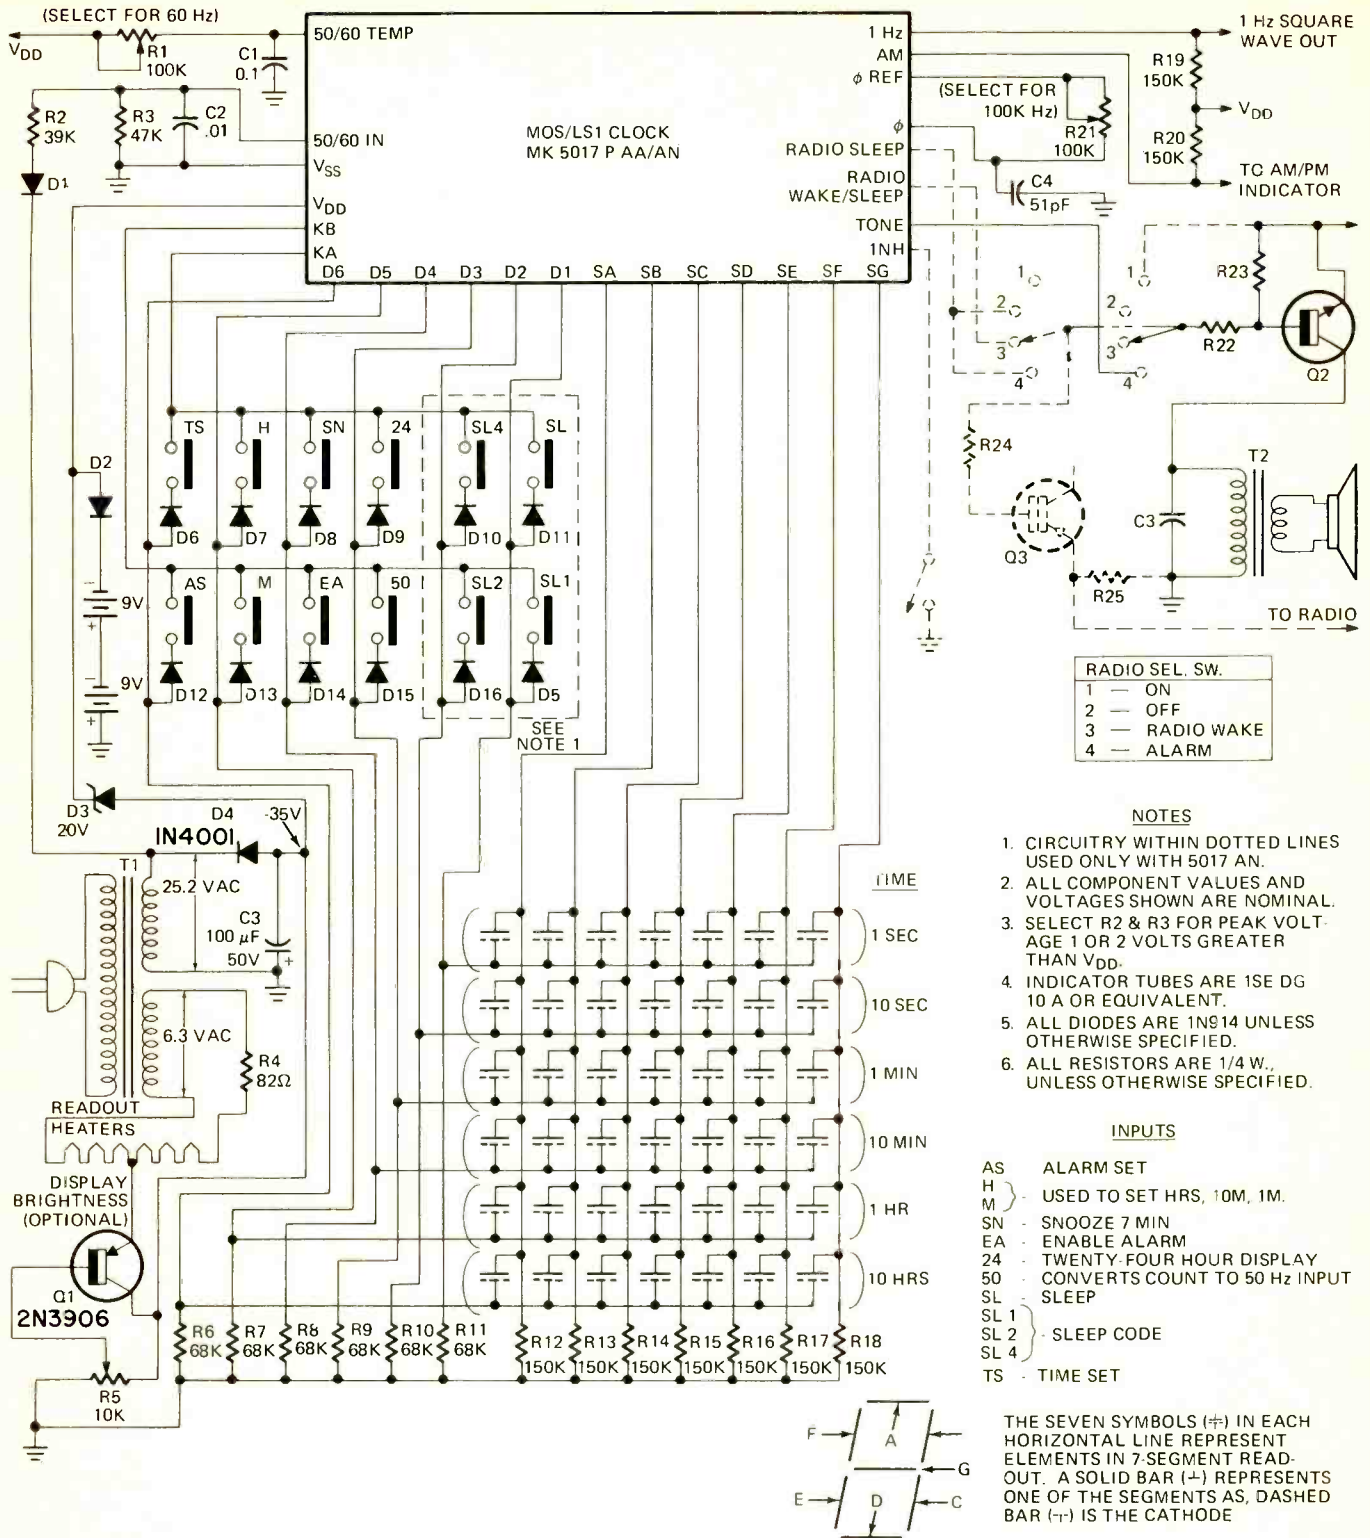 (SELECT FOR 60 Hz)
VDD
R1
100K
C1
0.1
50/60 TEMP
R2
39K
R3
47K
C2
.01
50/60 IN
VSS
D1
VDD
KB
KA
MOS/LS1 CLOCK
MK 5017 P AA/AN
D6 D5 D4 D3 D2 D1 SA SB SC SD SE SF SG
1 Hz
AM
ϕ REF
ϕ
RADIO SLEEP
RADIO
WAKE/SLEEP
TONE
1NH
1 Hz SQUARE
WAVE OUT
R19
150K
(SELECT FOR
100K Hz)
R21
100K
VDD
R20
150K
TO AM/PM
INDICATOR
C4
51pF
1
2
3
4
1
2
3
4
R23
R22
Q2
R24
Q3
R25
C3
T2
TO RADIO
TS H SN 24 SL4 SL
D6 D7 D8 D9 D10 D11
AS M EA 50 SL2 SL1
D12 D13 D14 D15 D16 D5
SEE
NOTE 1
D2
−
9V
+
−
9V
+
D3
20V
D4
1N4001
-35V
T1
25.2 VAC
C3
100 µF
50V
+
6.3 VAC
R4
82Ω
READOUT
HEATERS
DISPLAY
BRIGHTNESS
(OPTIONAL)
Q1
2N3906
R5
10K
R6
68K
R7
68K
R8
68K
R9
68K
R10
68K
R11
68K
R12
150K
R13
150K
R14
150K
R15
150K
R16
150K
R17
150K
R18
150K
TIME
1 SEC
10 SEC
1 MIN
10 MIN
1 HR
10 HRS
RADIO SEL. SW.
1 — ON
2 — OFF
3 — RADIO WAKE
4 — ALARM
NOTES
1. CIRCUITRY WITHIN DOTTED LINES
USED ONLY WITH 5017 AN.
2. ALL COMPONENT VALUES AND
VOLTAGES SHOWN ARE NOMINAL.
3. SELECT R2 & R3 FOR PEAK VOLT-
AGE 1 OR 2 VOLTS GREATER
THAN VDD.
4. INDICATOR TUBES ARE 1SE DG
10 A OR EQUIVALENT.
5. ALL DIODES ARE 1N914 UNLESS
OTHERWISE SPECIFIED.
6. ALL RESISTORS ARE 1/4 W.,
UNLESS OTHERWISE SPECIFIED.
INPUTS
AS ALARM SET
H
M - USED TO SET HRS, 10M, 1M.
SN - SNOOZE 7 MIN
EA - ENABLE ALARM
24 - TWENTY-FOUR HOUR DISPLAY
50 - CONVERTS COUNT TO 50 Hz INPUT
SL - SLEEP
SL 1
SL 2 - SLEEP CODE
SL 4
TS - TIME SET
F
A
G
E
D
C
THE SEVEN SYMBOLS (╪) IN EACH
HORIZONTAL LINE REPRESENT
ELEMENTS IN 7-SEGMENT READ-
OUT. A SOLID BAR (┴) REPRESENTS
ONE OF THE SEGMENTS AS, DASHED
BAR (┬) IS THE CATHODE